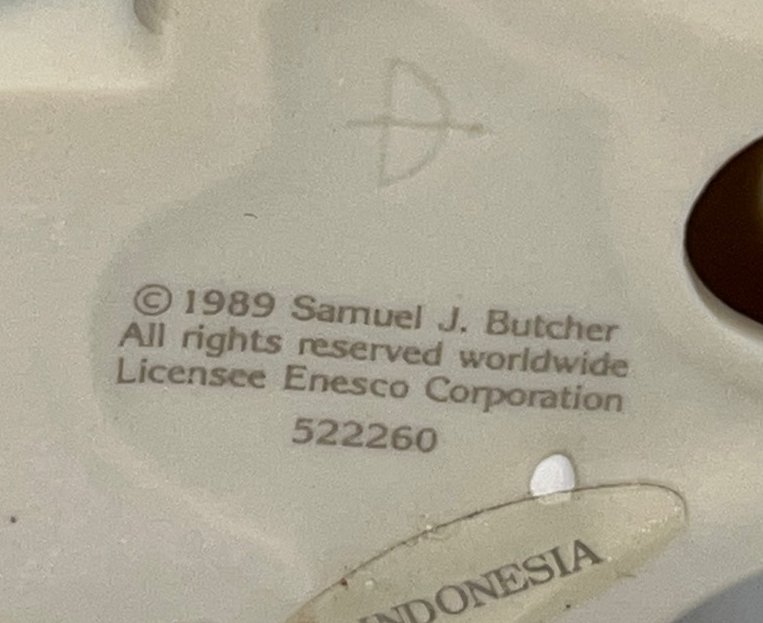 © 1989 Samuel J. Butcher
All rights reserved worldwide
Licensee Enesco Corporation
522260
INDONESIA